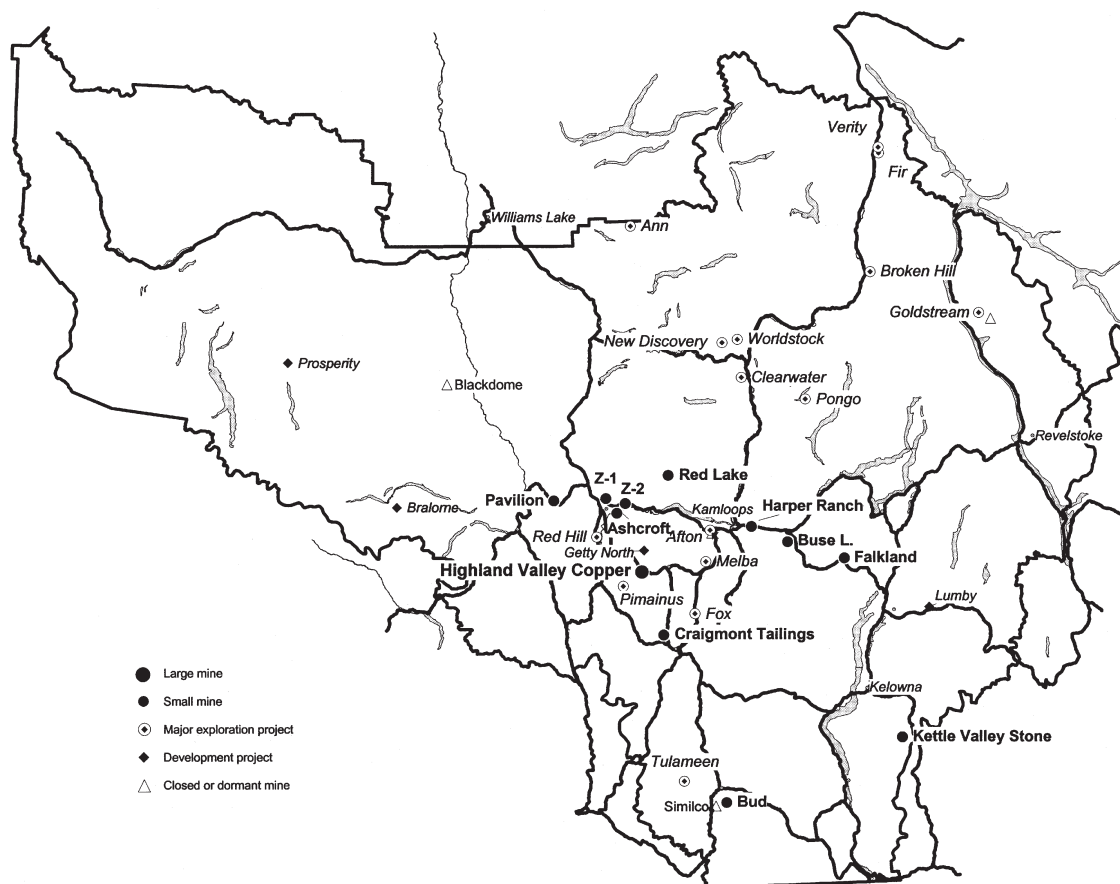 Verity
Fir
Williams Lake
Ann
Broken Hill
Goldstream
New Discovery
Worldstock
Prosperity
Clearwater
Blackdome
Pongo
Revelstoke
Red Lake
Z-1
Z-2
Pavilion
Harper Ranch
Bralorne
Kamloops
Ashcroft
Red Hill
Afton
Buse L.
Getty North
Falkland
Melba
Highland Valley Copper
Pimainus
Lumby
Fox
Craigmont Tailings
Large mine
Kelowna
Small mine
Major exploration project
Kettle Valley Stone
Development project
Tulameen
Closed or dormant mine
Similco
Bud